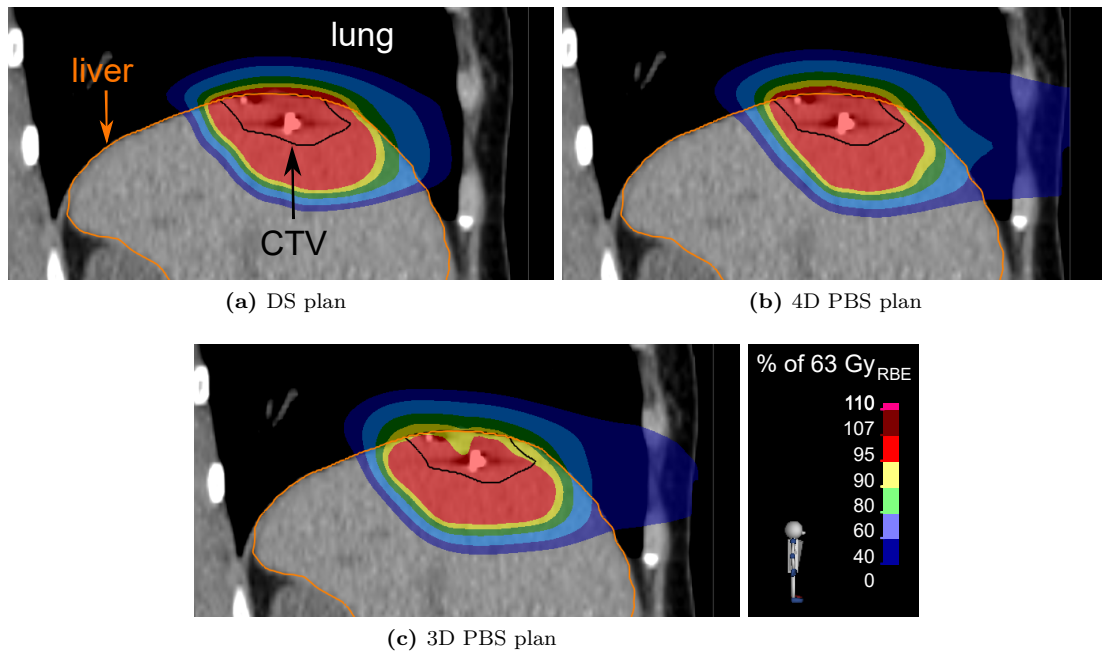 lung
liver
CTV
(a) DS plan
(b) 4D PBS plan
% of 63 Gy_RBE
110
107
95
90
80
60
40
0
(c) 3D PBS plan